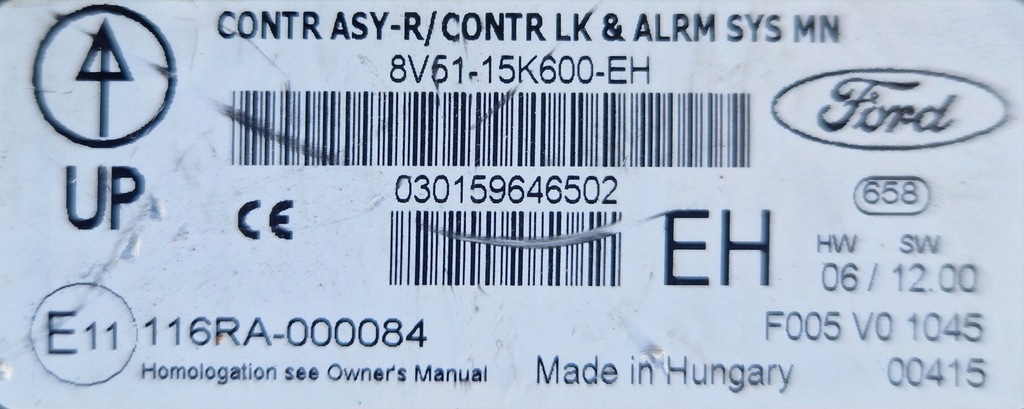 CONTR ASY-R/CONTR LK & ALRM SYS MN
8V51-15K600-EH
Ford
030159646502
UP
CE
EH
658
HW SW
06 / 12.00
E11
116RA-000084
F005 V0 1045
Homologation see Owner's Manual
Made in Hungary
00415